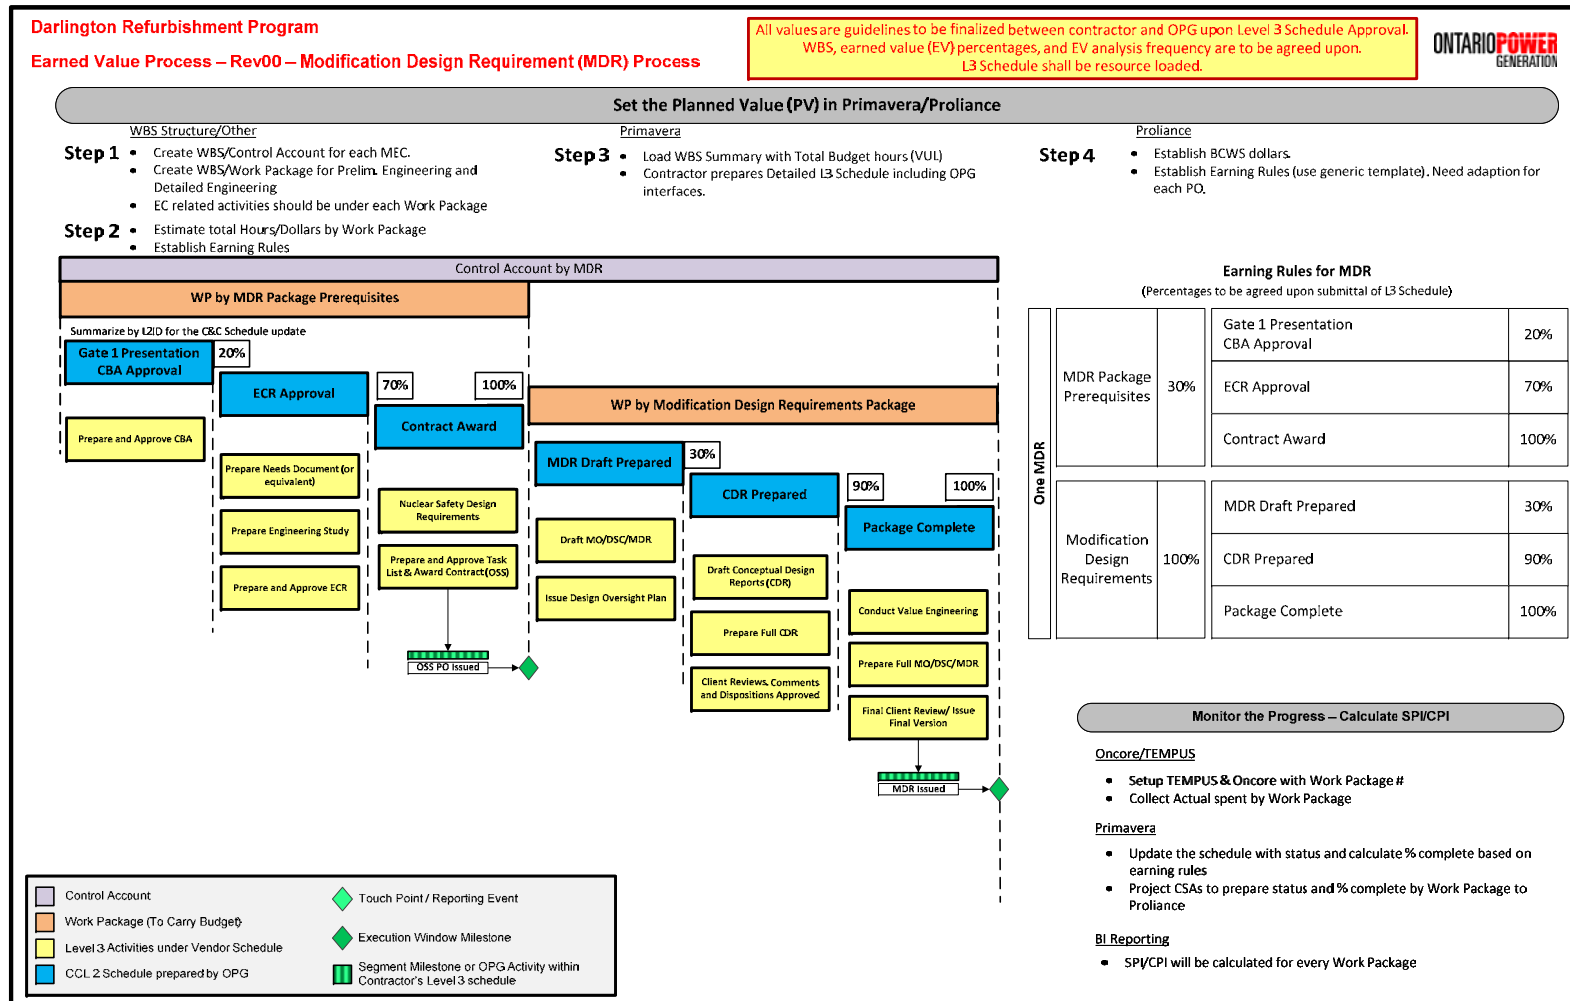 Darlington Refurbishment Program
Earned Value Process – Rev00 – Modification Design Requirement (MDR) Process
All values are guidelines to be finalized between contractor and OPG upon Level 3 Schedule Approval.
WBS, earned value (EV) percentages, and EV analysis frequency are to be agreed upon.
L3 Schedule shall be resource loaded.
ONTARIOPOWER
GENERATION
Set the Planned Value (PV) in Primavera/Proliance
WBS Structure/Other
Step 1
• Create WBS/Control Account for each MEC.
• Create WBS/Work Package for Prelim. Engineering and
Detailed Engineering
• EC related activities should be under each Work Package
Step 2
• Estimate total Hours/Dollars by Work Package
• Establish Earning Rules
Primavera
Step 3
• Load WBS Summary with Total Budget hours (VUL)
• Contractor prepares Detailed L3 Schedule including OPG
interfaces.
Proliance
Step 4
• Establish BCWS dollars.
• Establish Earning Rules (use generic template). Need adaption for
each PO.
Control Account by MDR
WP by MDR Package Prerequisites
Summarize by L2ID for the C&C Schedule update
Gate 1 Presentation
CBA Approval
20%
Prepare and Approve CBA
ECR Approval
70%
Prepare Needs Document (or
equivalent)
Prepare Engineering Study
Prepare and Approve ECR
100%
Contract Award
Nuclear Safety Design
Requirements
Prepare and Approve Task
List & Award Contract (OSS)
OSS PO Issued
WP by Modification Design Requirements Package
MDR Draft Prepared
30%
Draft MO/DSC/MDR
Issue Design Oversight Plan
CDR Prepared
90%
Draft Conceptual Design
Reports (CDR)
Prepare Full CDR
Client Reviews, Comments
and Dispositions Approved
100%
Package Complete
Conduct Value Engineering
Prepare Full MO/DSC/MDR
Final Client Review/ Issue
Final Version
MDR Issued
Earning Rules for MDR
(Percentages to be agreed upon submittal of L3 Schedule)
One MDR
MDR Package
Prerequisites
30%
Gate 1 Presentation
CBA Approval
20%
ECR Approval
70%
Contract Award
100%
Modification
Design
Requirements
100%
MDR Draft Prepared
30%
CDR Prepared
90%
Package Complete
100%
Monitor the Progress – Calculate SPI/CPI
Oncore/TEMPUS
• Setup TEMPUS & Oncore with Work Package #
• Collect Actual spent by Work Package
Primavera
• Update the schedule with status and calculate % complete based on
earning rules
• Project CSAs to prepare status and % complete by Work Package to
Proliance
BI Reporting
• SPI/CPI will be calculated for every Work Package
Control Account
Work Package (To Carry Budget)
Level 3 Activities under Vendor Schedule
CCL 2 Schedule prepared by OPG
Touch Point / Reporting Event
Execution Window Milestone
Segment Milestone or OPG Activity within
Contractor's Level 3 schedule